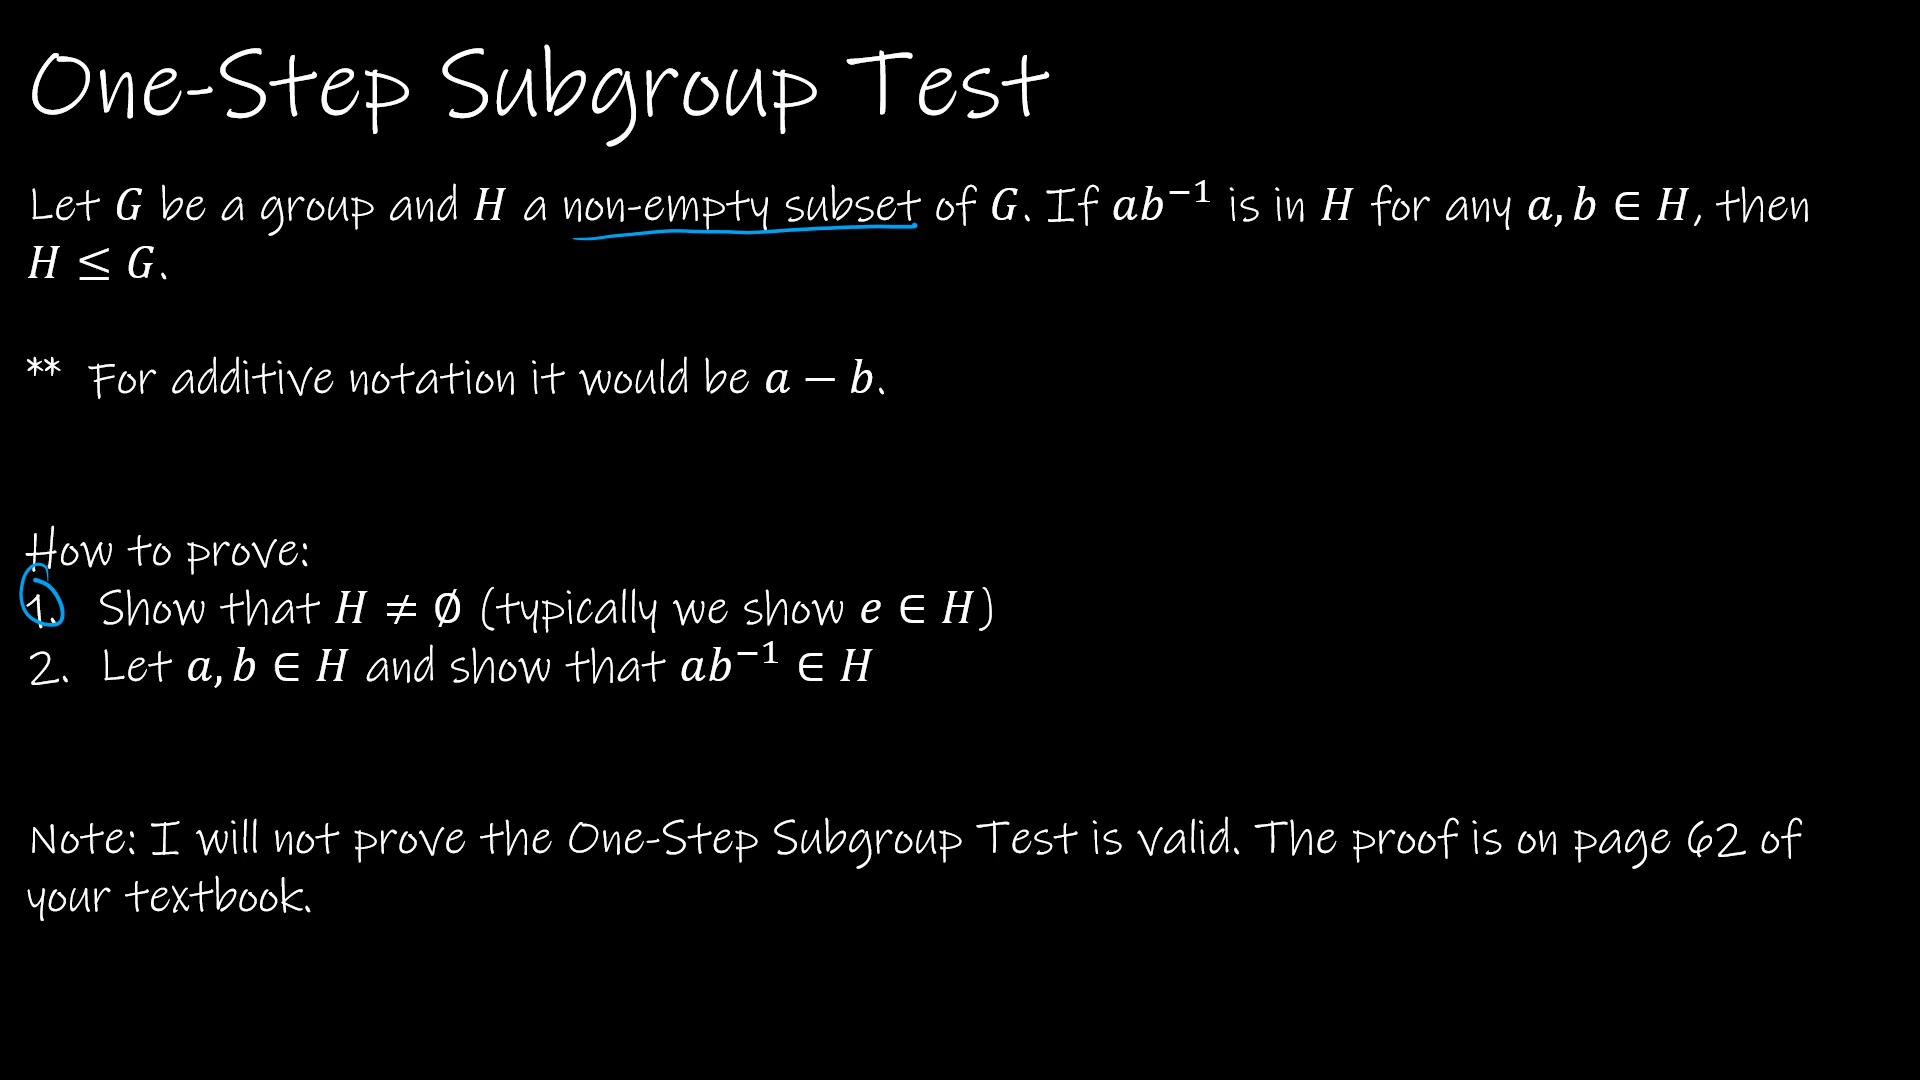 One-Step Subgroup Test
Let G be a group and H a non-empty subset of G. If ab⁻¹ is in H for any a, b ∈ H, then
H ≤ G.
** For additive notation it would be a − b.
How to prove:
1. Show that H ≠ ∅ (typically we show e ∈ H)
2. Let a, b ∈ H and show that ab⁻¹ ∈ H
Note: I will not prove the One-Step Subgroup Test is valid. The proof is on page 62 of
your textbook.